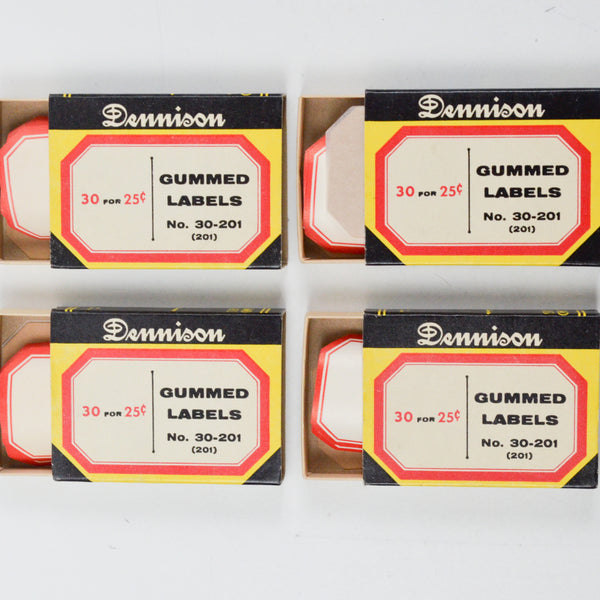 Dennison
30 FOR 25¢
GUMMED
LABELS
No. 30-201
(201)
Dennison
30 FOR 25¢
GUMMED
LABELS
No. 30-201
(201)
Dennison
30 FOR 25¢
GUMMED
LABELS
No. 30-201
(201)
Dennison
30 FOR 25¢
GUMMED
LABELS
No. 30-201
(201)